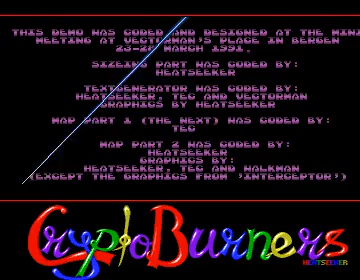 THIS DEMO WAS CODED AND DESIGNED AT THE MINI
MEETING AT VECTORMAN'S PLACE IN BERGEN
23-24 MARCH 1991.
SIZEING PART WAS CODED BY:
HEATSEEKER
TEXTGENERATOR WAS CODED BY:
HEATSEEKER, TEC AND VECTORMAN
GRAPHICS BY HEATSEEKER
MAP PART 1 (THE NEXT) WAS CODED BY:
TEC
MAP PART 2 WAS CODED BY:
HEATSEEKER
GRAPHICS BY:
HEATSEEKER, TEC AND WALKMAN
(EXCEPT THE GRAPHICS FROM 'INTERCEPTOR')
CryptoBurners
HEATSEEKER